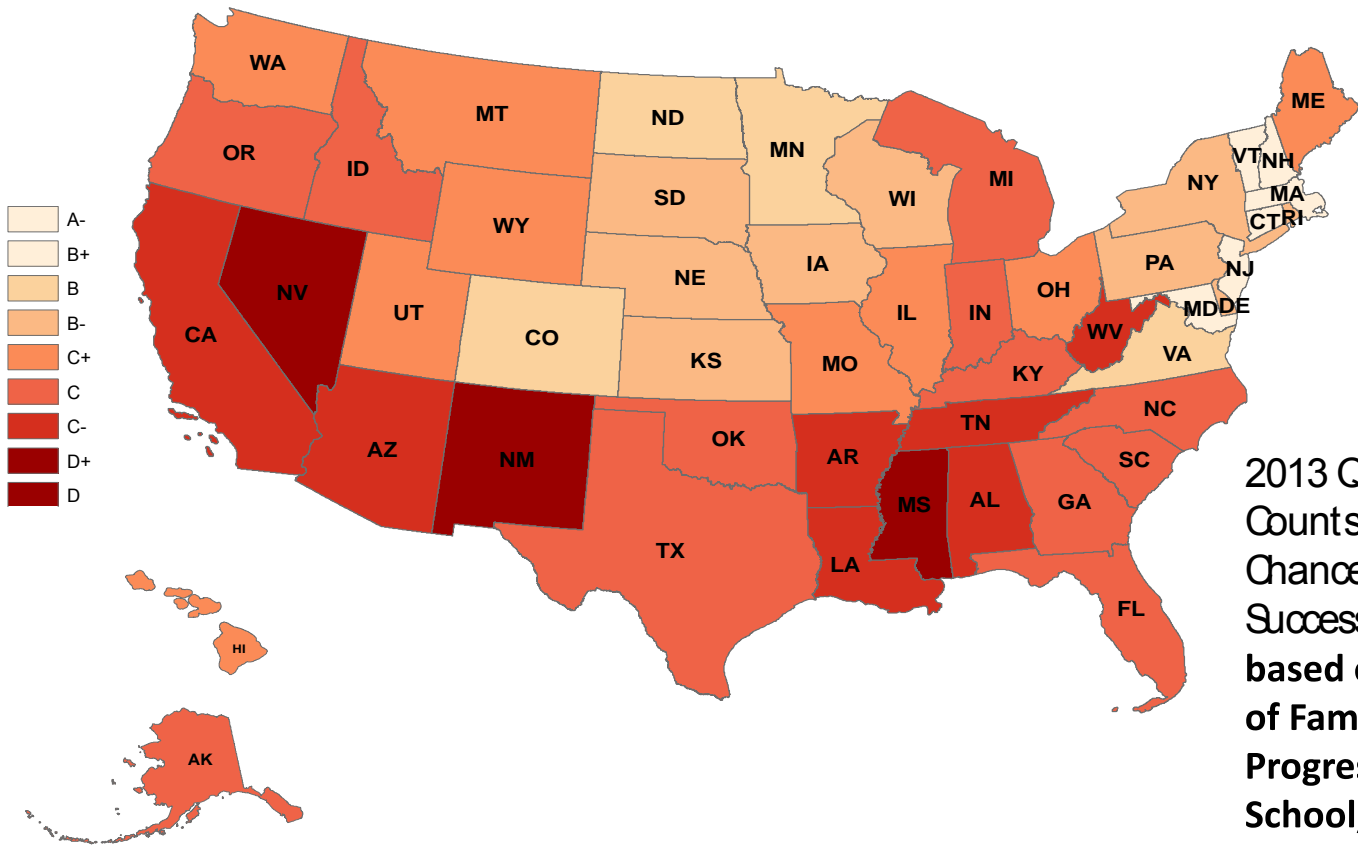 WA
MT
ND
MN
ME
OR
ID
VT
NH
SD
WI
MI
NY
MA
WY
CT
RI
A-
B+
B
B-
C+
C
C-
D+
D
IA
PA
NJ
NV
NE
OH
UT
IL
IN
MD
DE
CA
CO
WV
VA
KS
MO
KY
NC
TN
AZ
NM
OK
AR
SC
MS
AL
GA
TX
LA
FL
HI
AK
2013 Q
Counts
Chance
Success
based
of Fam
Progres
School,